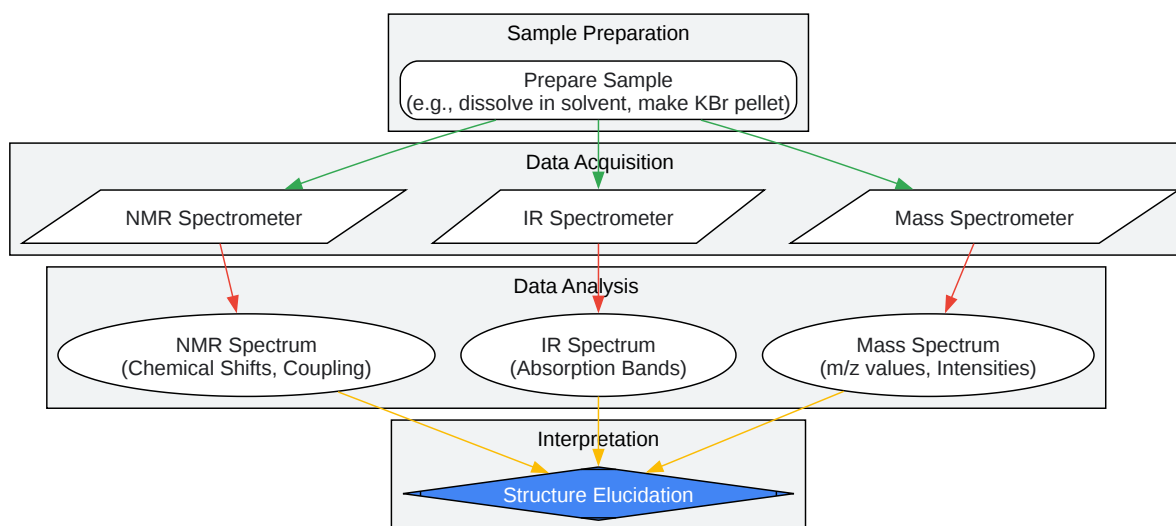 Sample Preparation
Prepare Sample
(e.g., dissolve in solvent, make KBr pellet)
Data Acquisition
NMR Spectrometer
IR Spectrometer
Mass Spectrometer
Data Analysis
NMR Spectrum
(Chemical Shifts, Coupling)
IR Spectrum
(Absorption Bands)
Mass Spectrum
(m/z values, Intensities)
Interpretation
Structure Elucidation